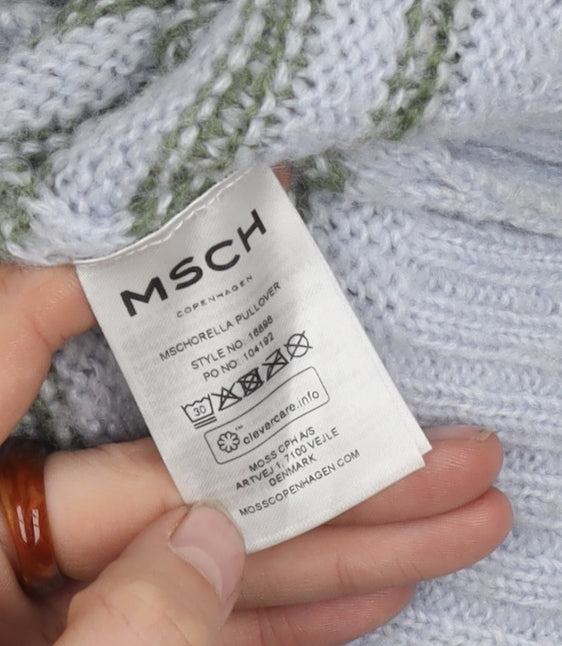 MSCH
COPENHAGEN
MSCHORELLA PULLOVER
STYLE NO: 16898
PO NO: 104192
30
clevercare.info
MOSS CPH A/S
ARTVEJ 1, 7100 VEJLE
DENMARK
MOSSCOPENHAGEN.COM